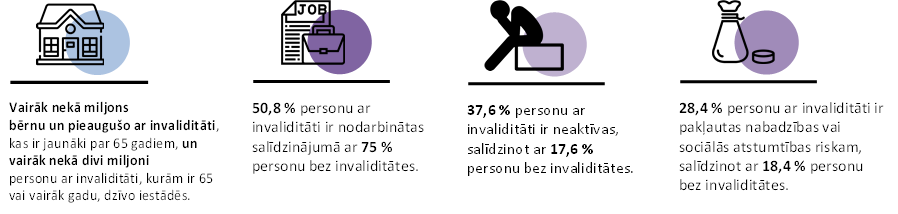 JOB
Vairāk nekā miljons
bērnu un pieaugušo ar invaliditāti,
kas ir jaunāki par 65 gadiem, un
vairāk nekā divi miljoni
personu ar invaliditāti, kurām ir 65
vai vairāk gadu, dzīvo iestādēs.
50,8 % personu ar
invaliditāti ir nodarbinātas
salīdzinājumā ar 75 %
personu bez invaliditātes.
37,6 % personu ar
invaliditāti ir neaktīvas,
salīdzinot ar 17,6 %
personu bez invaliditātes.
28,4 % personu ar invaliditāti ir
pakļautas nabadzības vai
sociālās atstumtības riskam,
salīdzinot ar 18,4 % personu
bez invaliditātes.